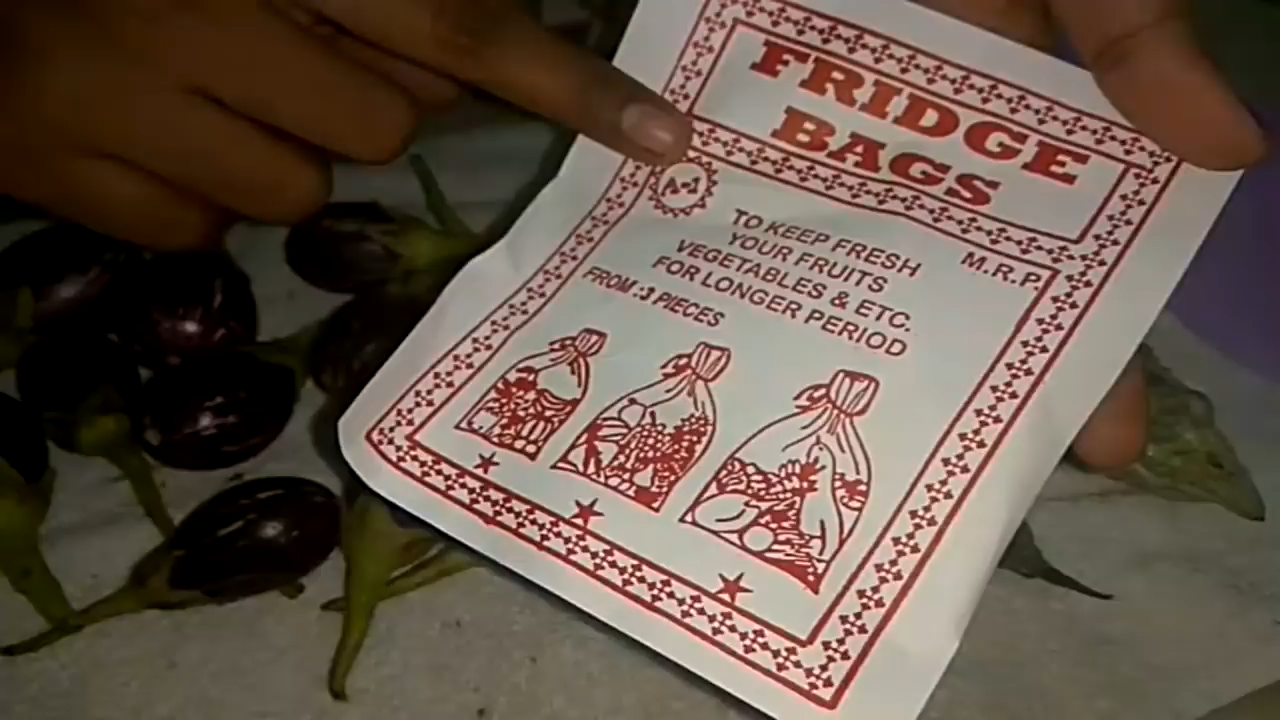 FRIDGE
BAGS
A-1
TO KEEP FRESH
YOUR FRUITS
VEGETABLES & ETC.
FOR LONGER PERIOD
M.R.P.
FROM :3 PIECES